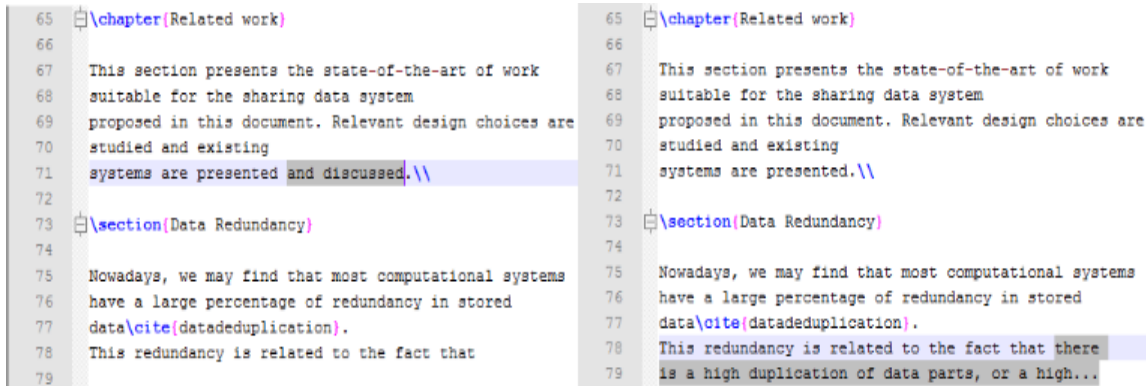 65 \chapter{Related work}
66
67 This section presents the state-of-the-art of work
68 suitable for the sharing data system
69 proposed in this document. Relevant design choices are
70 studied and existing
71 systems are presented and discussed.\\
72
73 \section{Data Redundancy}
74
75 Nowadays, we may find that most computational systems
76 have a large percentage of redundancy in stored
77 data\cite{datadeduplication}.
78 This redundancy is related to the fact that
79
65 \chapter{Related work}
66
67 This section presents the state-of-the-art of work
68 suitable for the sharing data system
69 proposed in this document. Relevant design choices are
70 studied and existing
71 systems are presented.\\
72
73 \section{Data Redundancy}
74
75 Nowadays, we may find that most computational systems
76 have a large percentage of redundancy in stored
77 data\cite{datadeduplication}.
78 This redundancy is related to the fact that there
79 is a high duplication of data parts, or a high...